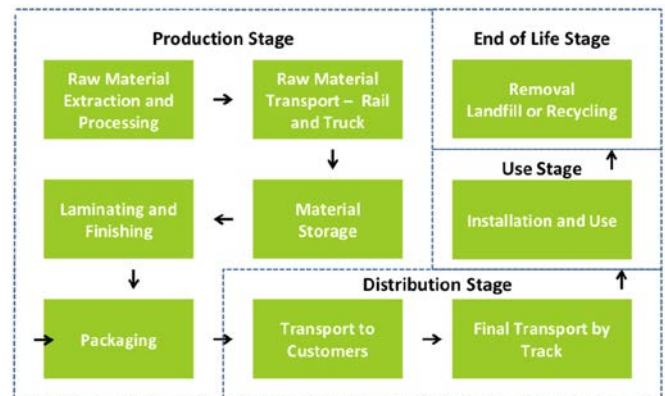 Production Stage
Raw Material
Extraction and
Processing
Raw Material
Transport – Rail
and Truck
Laminating and
Finishing
Material
Storage
Packaging
End of Life Stage
Removal
Landfill or Recycling
Use Stage
Installation and Use
Distribution Stage
Transport to
Customers
Final Transport by
Track